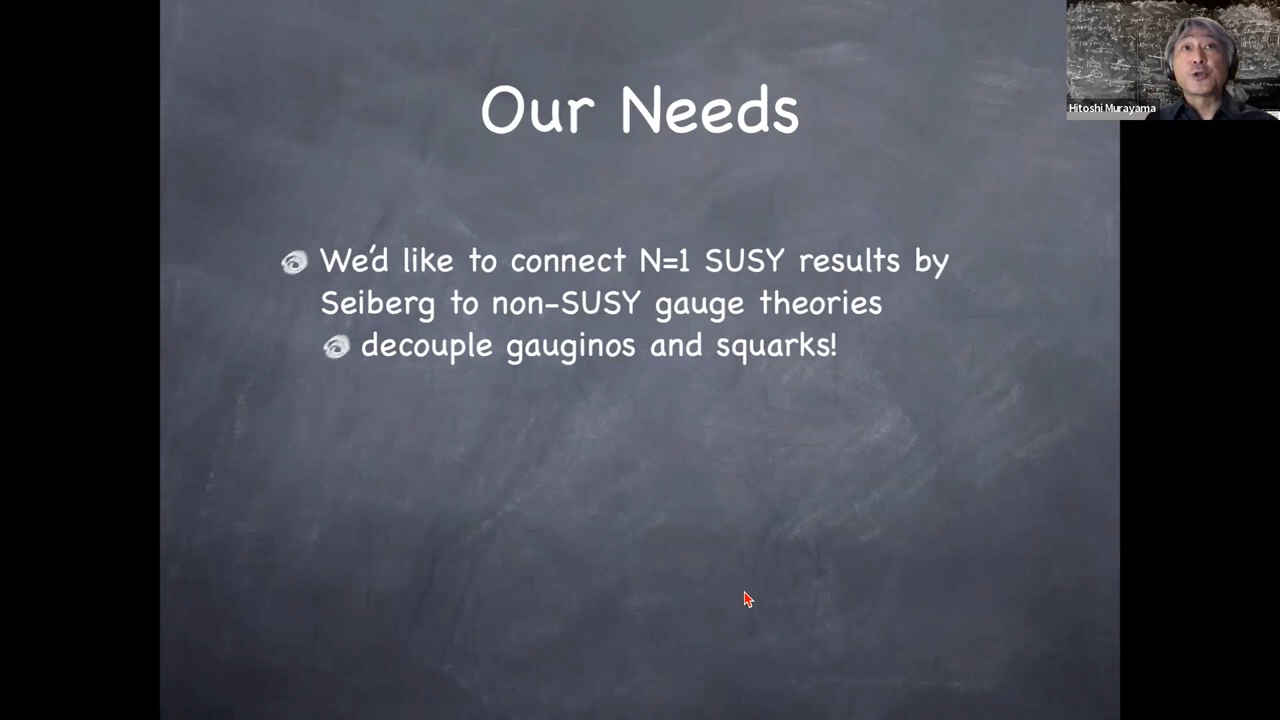 Our Needs
Hitoshi Murayama
We'd like to connect N=1 SUSY results by
Seiberg to non-SUSY gauge theories
decouple gauginos and squarks!